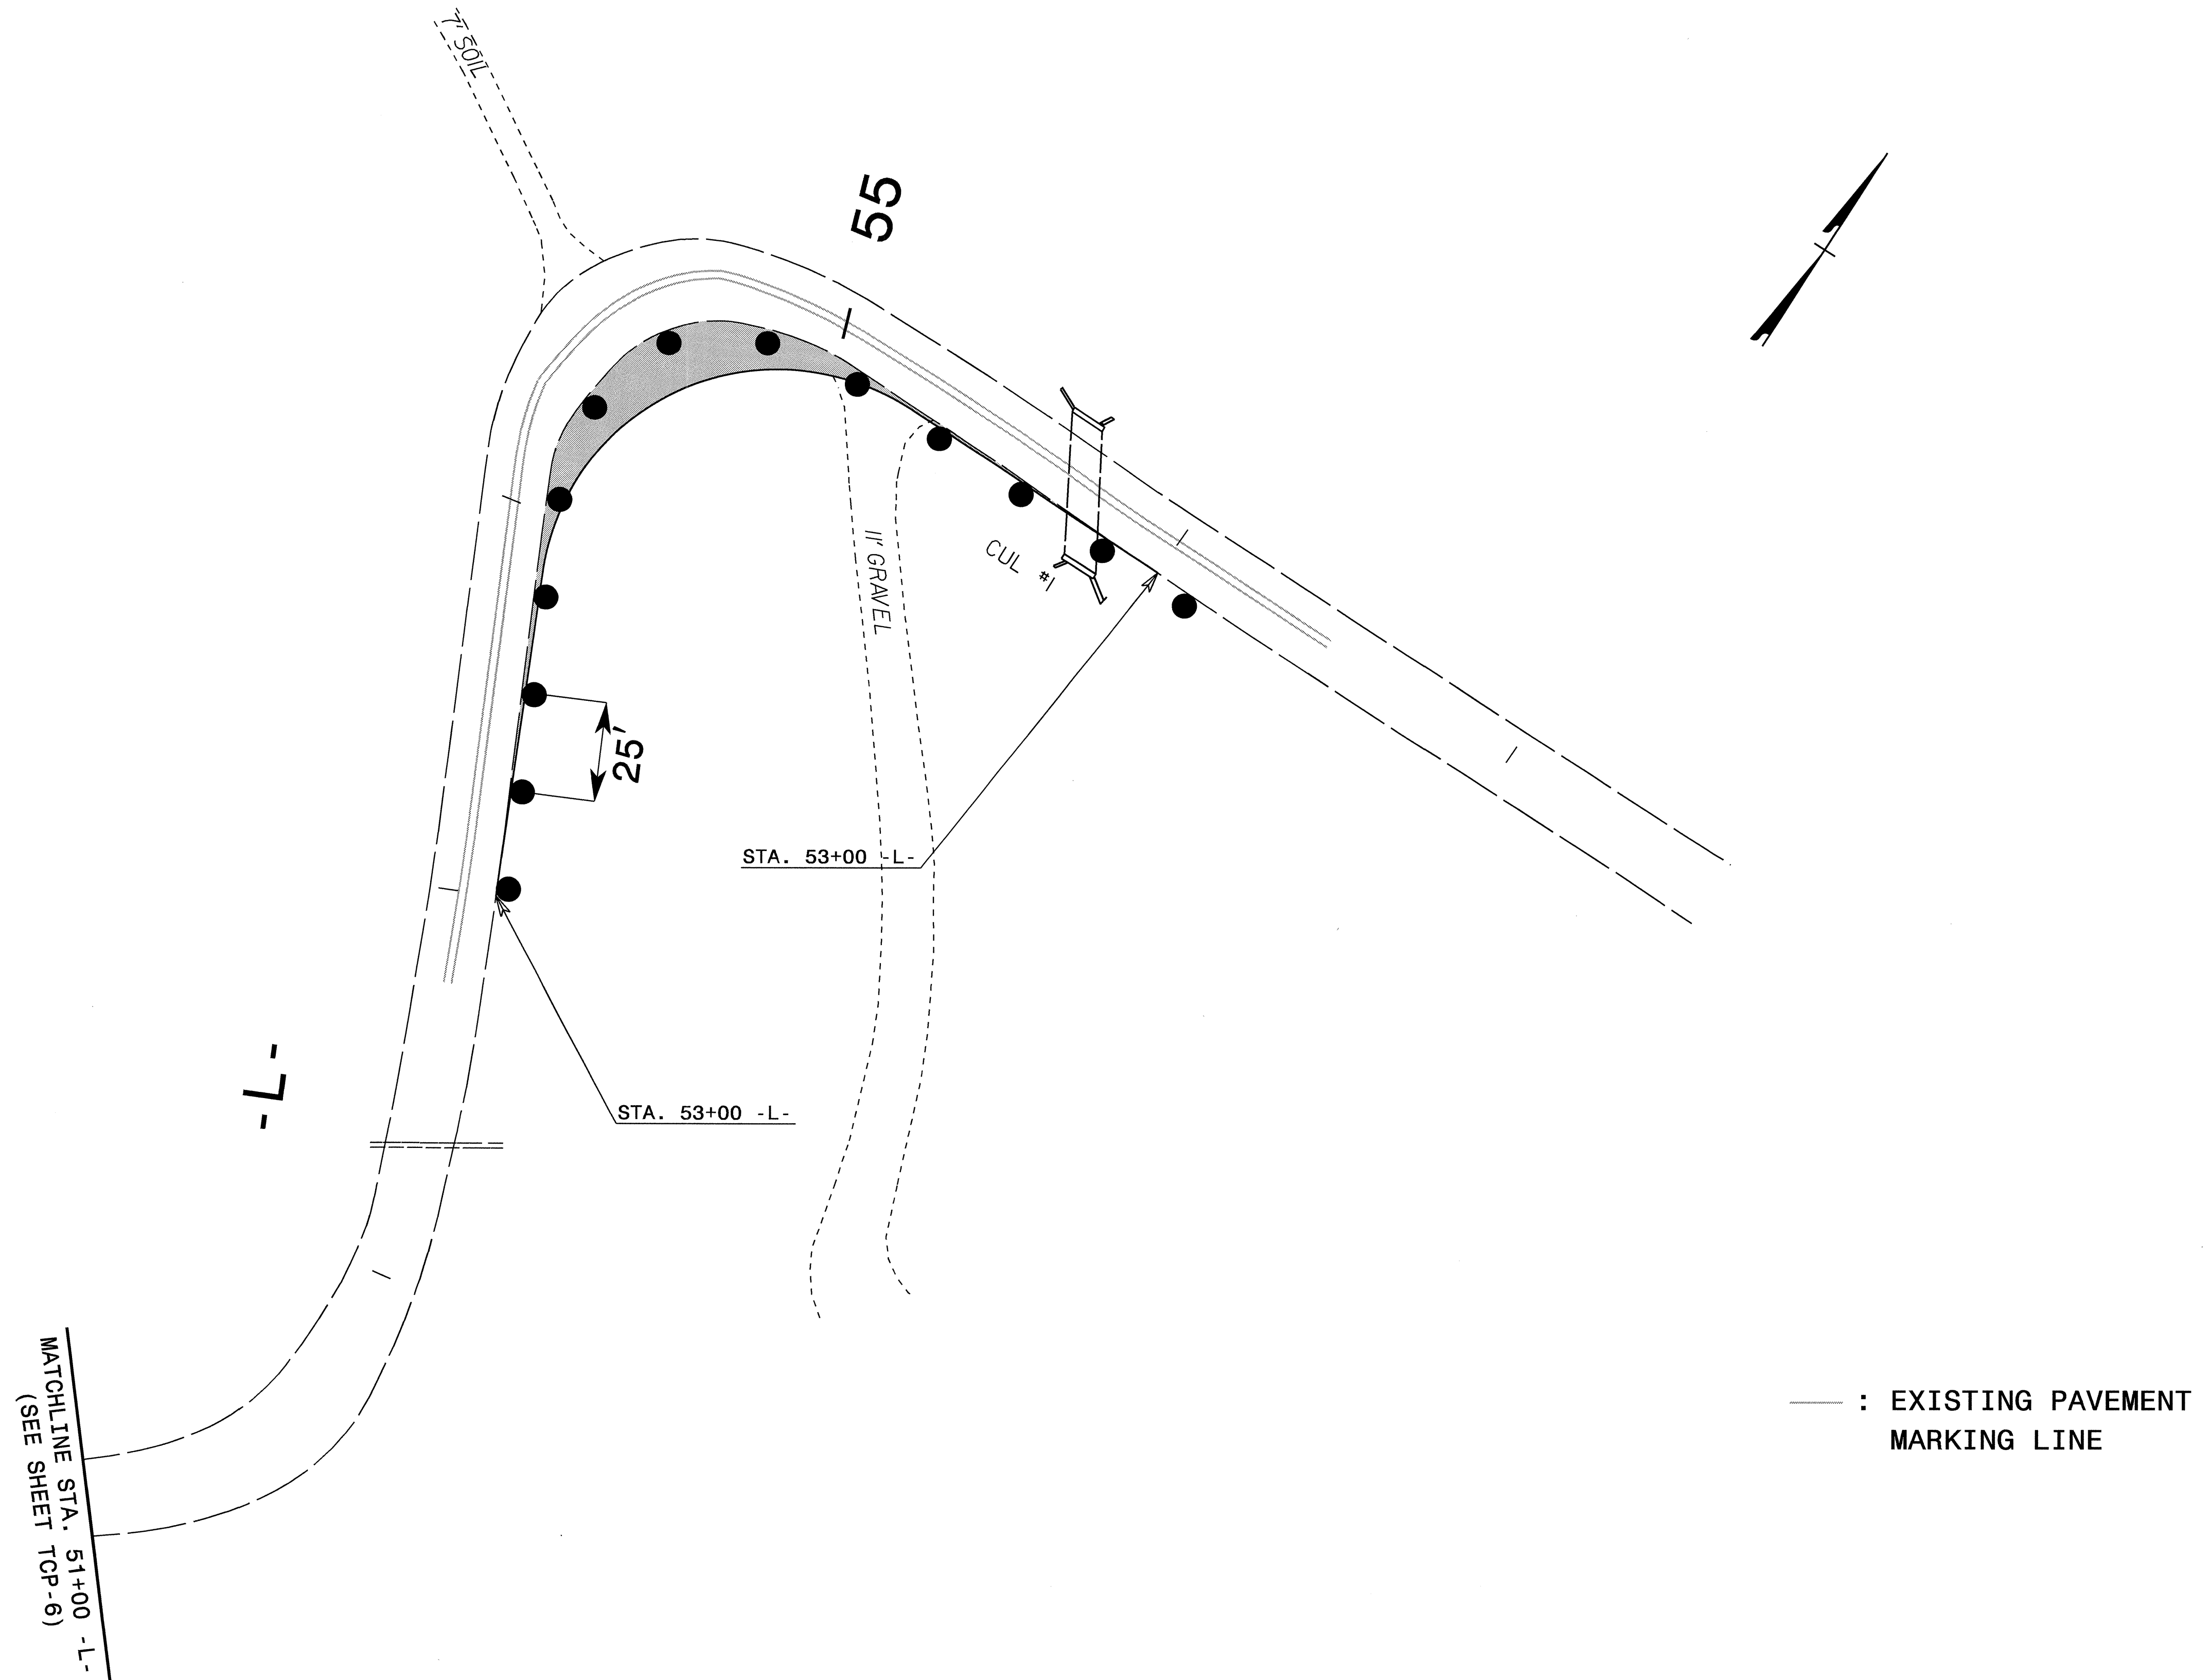 7' SOIL
55
11' GRAVEL
CUL #1
25'
STA. 53+00 -L-
STA. 53+00 -L-
-L-
MATCHLINE STA. 51+00 -L-
(SEE SHEET TCP-6)
: EXISTING PAVEMENT
MARKING LINE